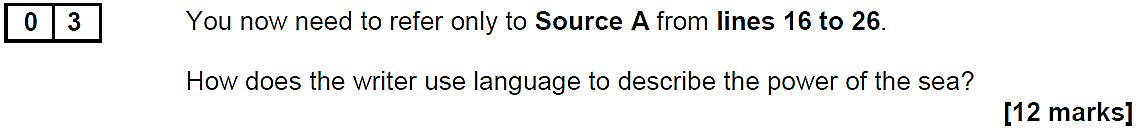 0 3 You now need to refer only to Source A from lines 16 to 26.
How does the writer use language to describe the power of the sea?
[12 marks]